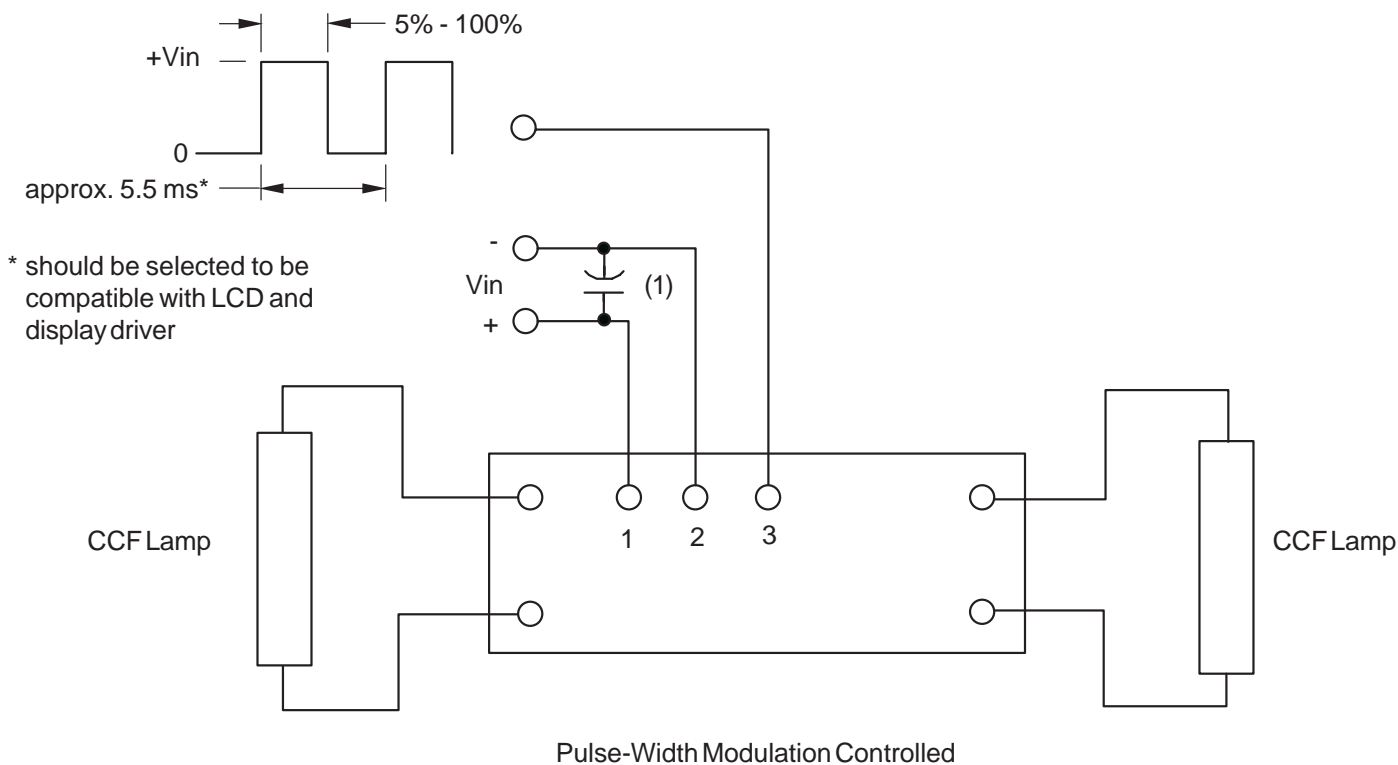 5% - 100%
+Vin
0
approx. 5.5 ms*
* should be selected to be
compatible with LCD and
display driver
-
Vin
(1)
+
1
2
3
CCF Lamp
CCF Lamp
Pulse-Width Modulation Controlled